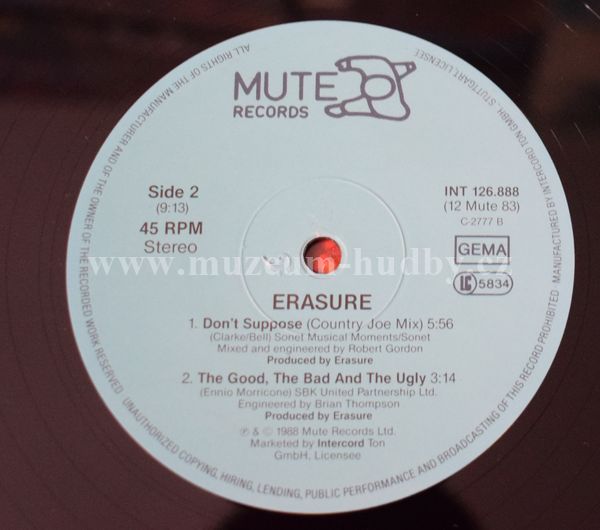 MUTE
RECORDS
Side 2
(9:13)
45 RPM
Stereo
INT 126.888
(12 Mute 83)
C-2777 B
GEMA
LC 5834
ERASURE
1. Don't Suppose (Country Joe Mix) 5:56
(Clarke/Bell) Sonet Musical Moments/Sonet
Mixed and engineered by Robert Gordon
Produced by Erasure
2. The Good, The Bad And The Ugly 3:14
(Ennio Morricone) SBK United Partnership Ltd.
Engineered by Brian Thompson
Produced by Erasure
℗ & © 1988 Mute Records Ltd.
Marketed by Intercord Ton
GmbH, Licensee
ALL RIGHTS OF THE MANUFACTURER AND OF THE OWNER OF THE RECORDED WORK RESERVED. UNAUTHORIZED COPYING, HIRING, LENDING, PUBLIC PERFORMANCE AND BROADCASTING OF THIS RECORD PROHIBITED. MANUFACTURED BY INTERCORD TON GMBH, STUTTGART LICENSEE
www.muzeum-hudby.cz